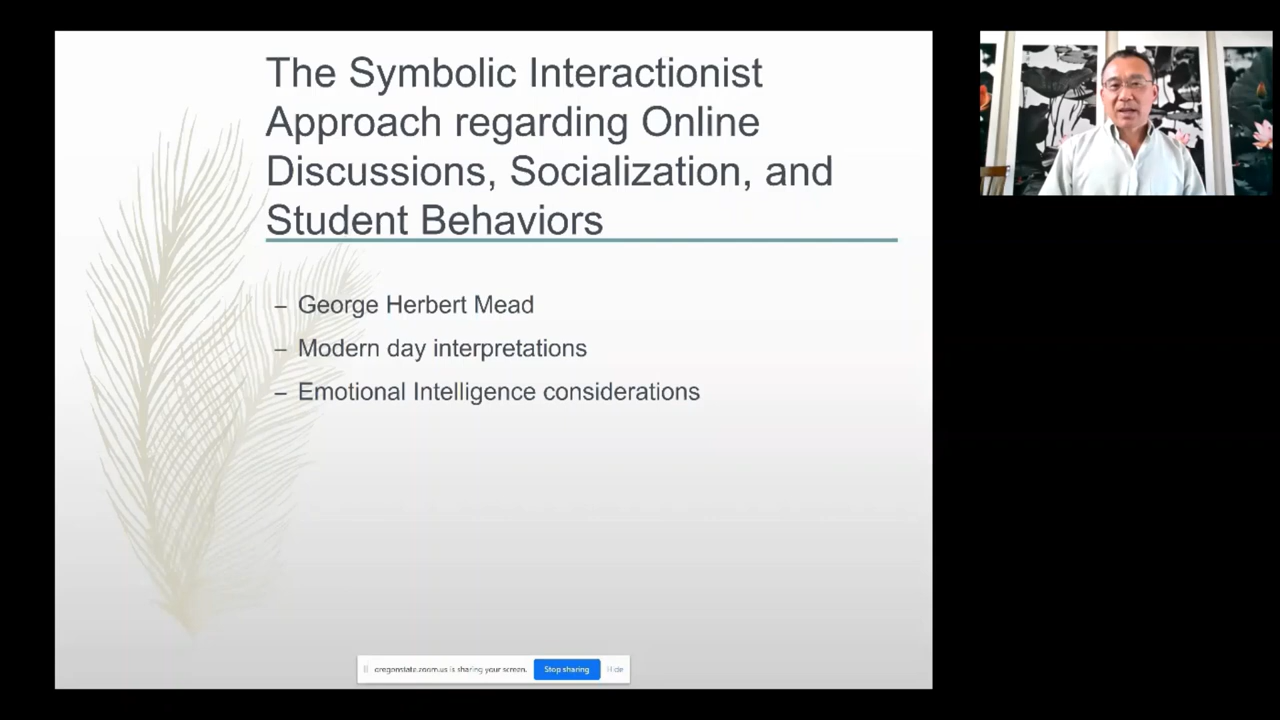 The Symbolic Interactionist
Approach regarding Online
Discussions, Socialization, and
Student Behaviors
– George Herbert Mead
– Modern day interpretations
– Emotional Intelligence considerations
oregonstate.zoom.us is sharing your screen.
Stop sharing
Hide